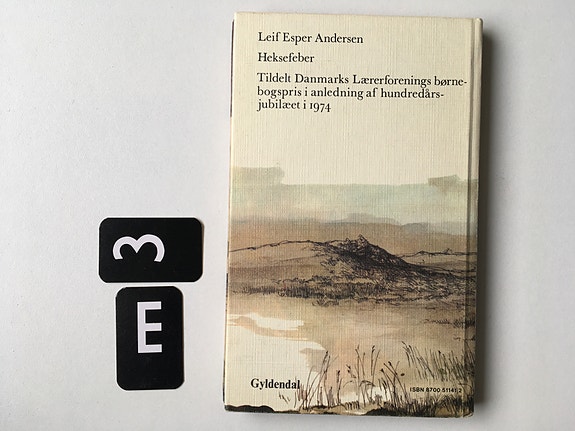 Leif Esper Andersen
Heksefeber
Tildelt Danmarks Lærerforenings børne-
bogspris i anledning af hundredårs-
jubilæet i 1974
3
E
Gyldendal
ISBN 8700 51141 2